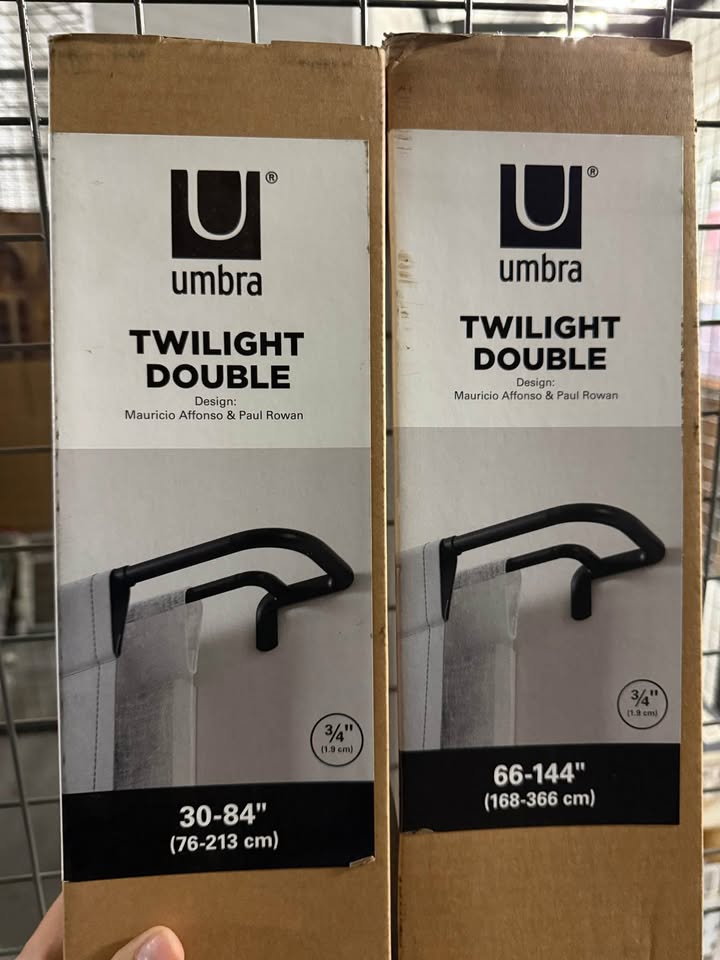 U®
umbra
TWILIGHT
DOUBLE
Design:
Mauricio Affonso & Paul Rowan
3/4"
(1.9 cm)
30-84"
(76-213 cm)
U®
umbra
TWILIGHT
DOUBLE
Design:
Mauricio Affonso & Paul Rowan
3/4"
(1.9 cm)
66-144"
(168-366 cm)